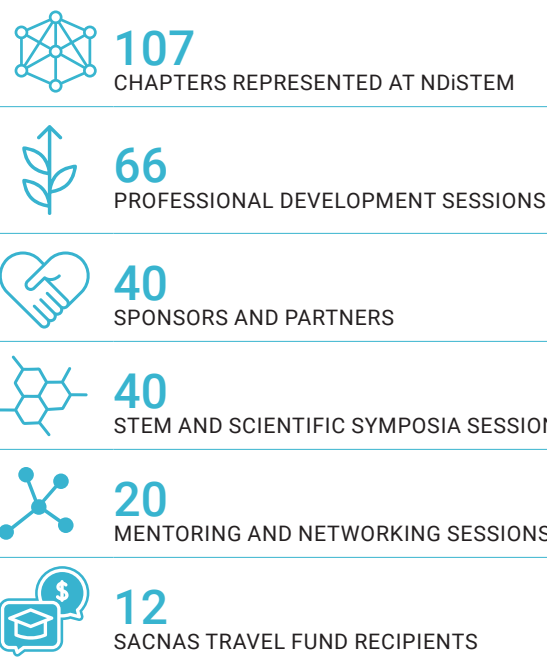 107
CHAPTERS REPRESENTED AT NDiSTEM
66
PROFESSIONAL DEVELOPMENT SESSIONS
40
SPONSORS AND PARTNERS
40
STEM AND SCIENTIFIC SYMPOSIA SESSION
20
MENTORING AND NETWORKING SESSIONS
$
12
SACNAS TRAVEL FUND RECIPIENTS